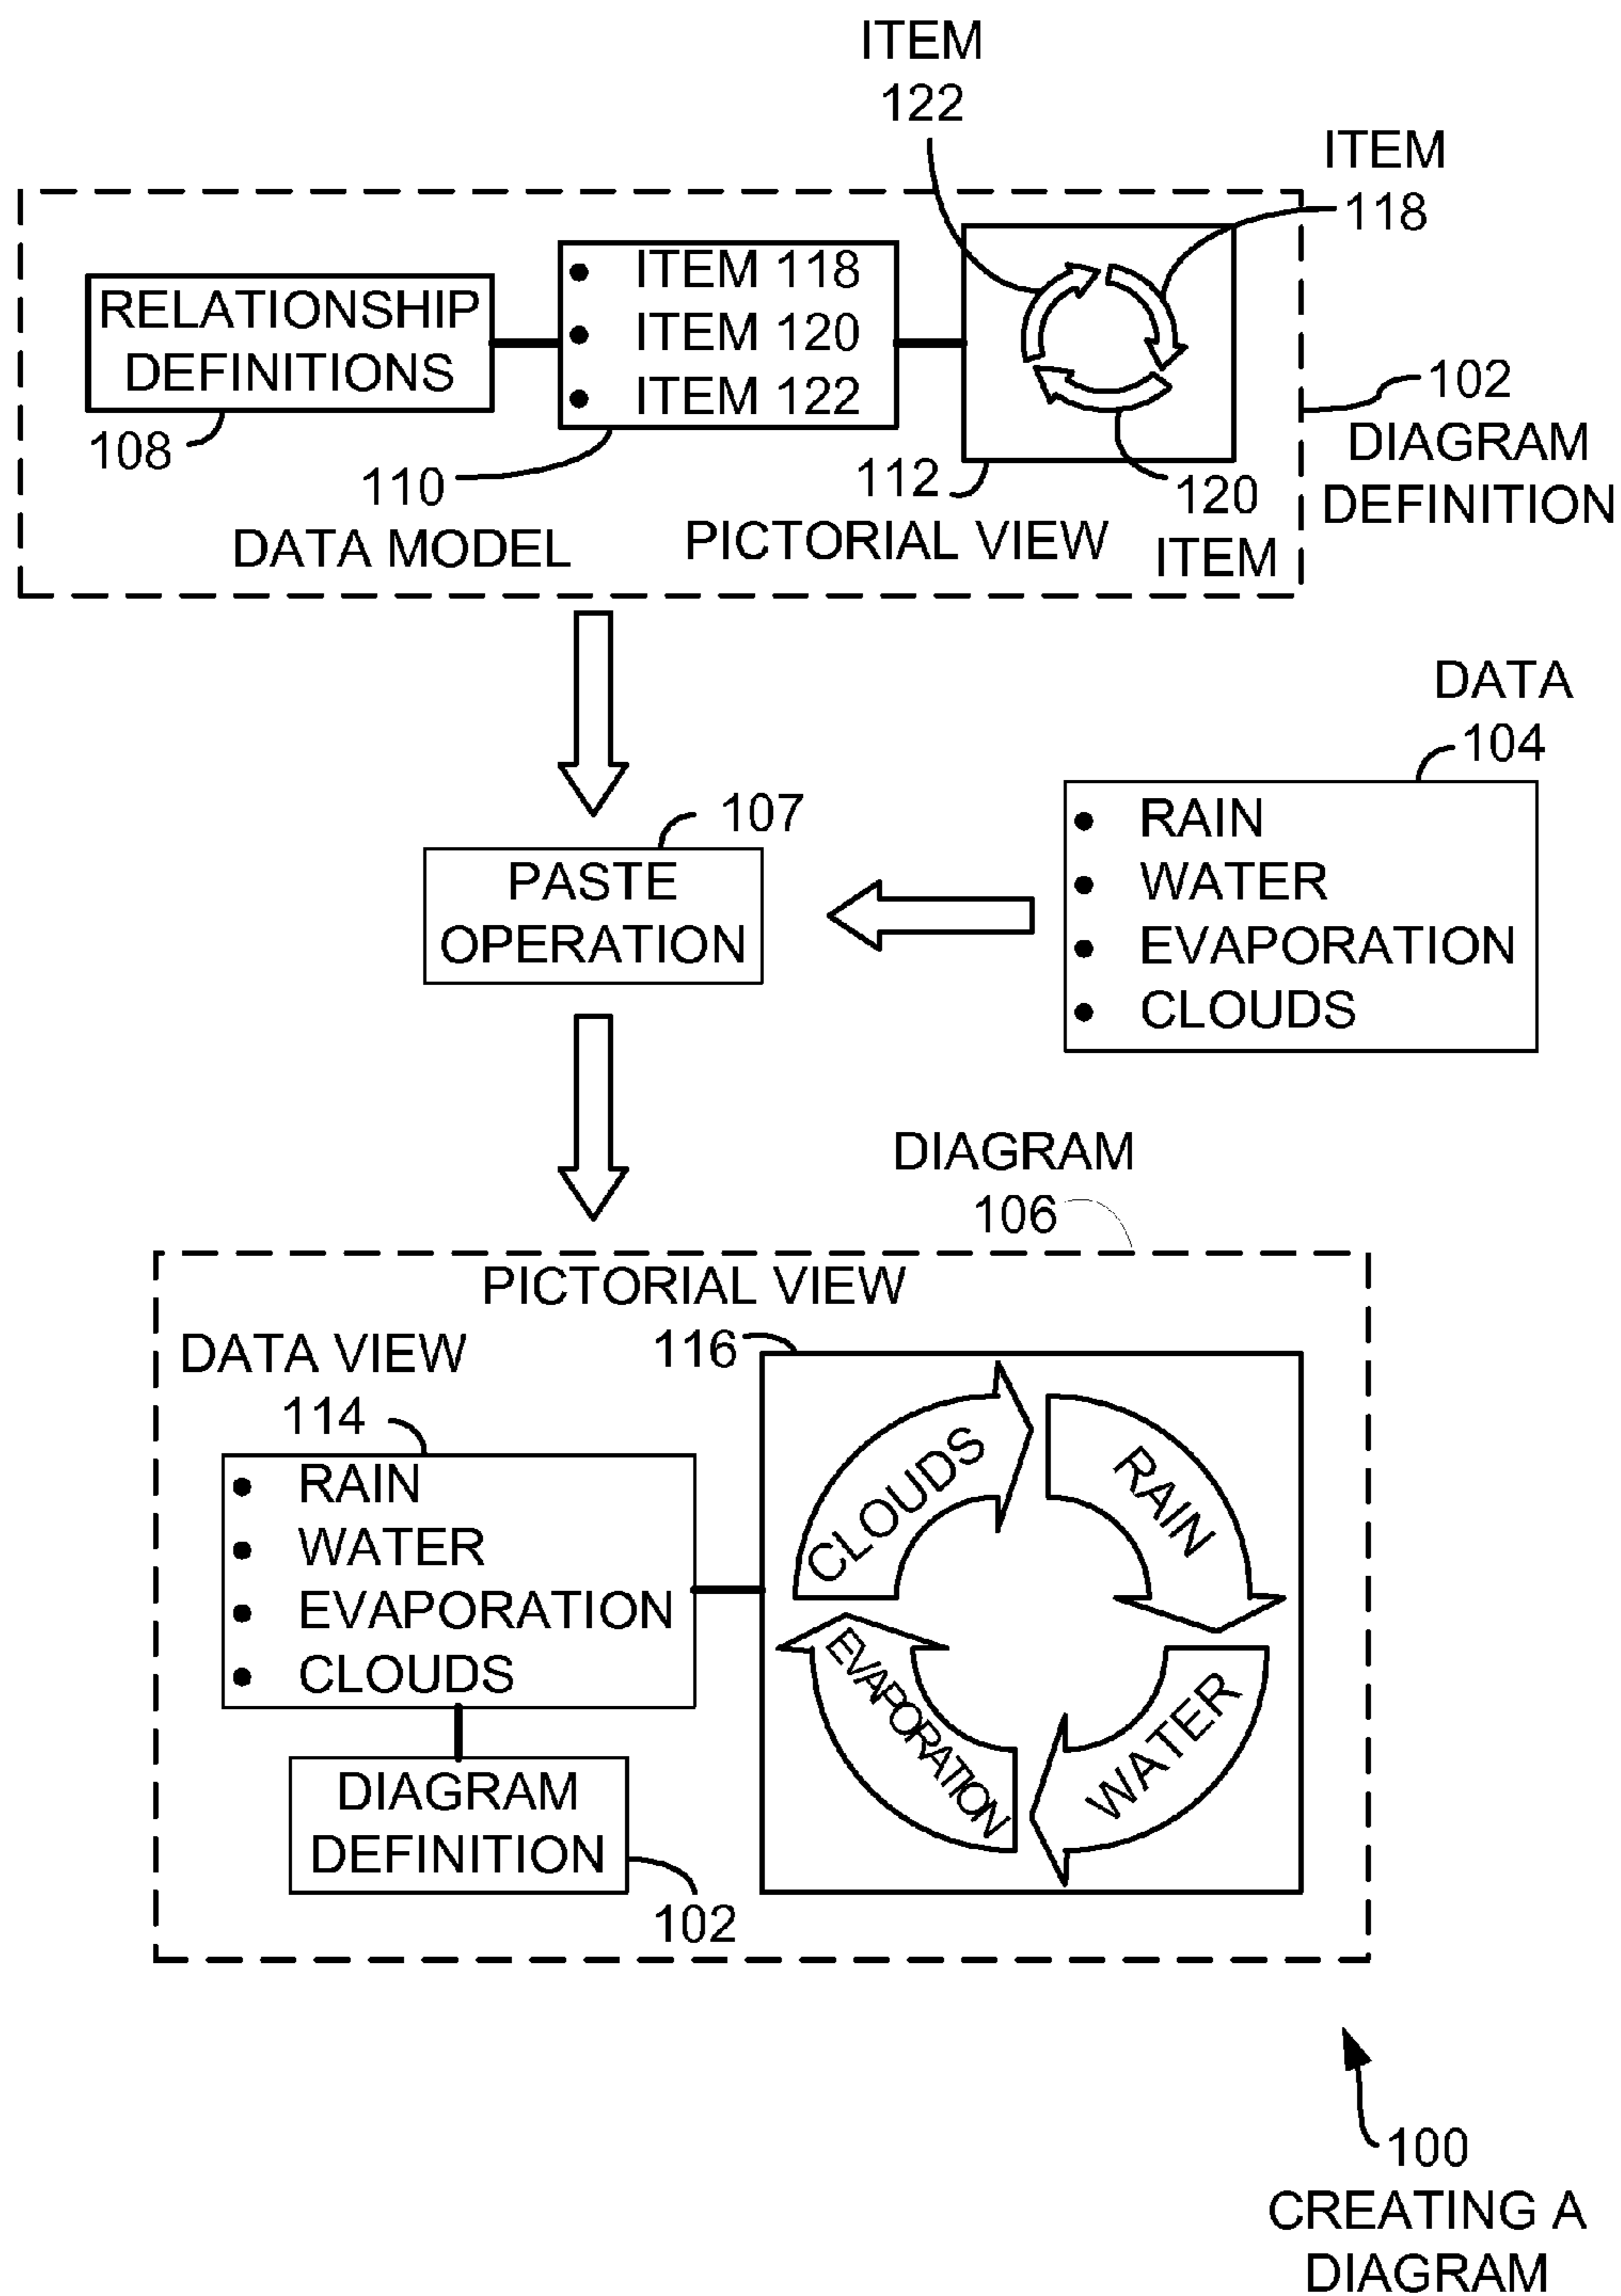 ITEM
122
ITEM
118
RELATIONSHIP
DEFINITIONS
108
• ITEM 118
• ITEM 120
• ITEM 122
110
DATA MODEL
112
PICTORIAL VIEW
120
ITEM
102
DIAGRAM
DEFINITION
DATA
104
• RAIN
• WATER
• EVAPORATION
• CLOUDS
107
PASTE
OPERATION
DIAGRAM
106
PICTORIAL VIEW
116
DATA VIEW
114
• RAIN
• WATER
• EVAPORATION
• CLOUDS
DIAGRAM
DEFINITION
102
CLOUDS
RAIN
EVAPORATION
WATER
100
CREATING A
DIAGRAM